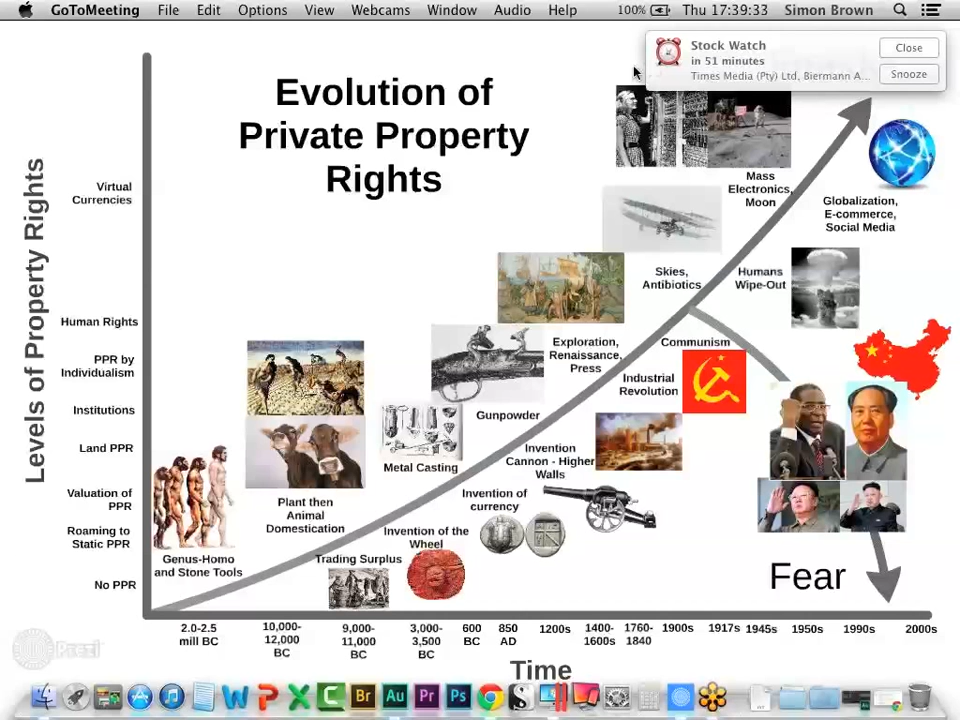 GoToMeeting File Edit Options View Webcams Window Audio Help 100% Thu 17:39:33 Simon Brown
Stock Watch
in 51 minutes
Times Media (Pty) Ltd, Biermann A...
Close
Snooze
Evolution of
Private Property
Rights
Levels of Property Rights
Virtual
Currencies
Human Rights
PPR by
Individualism
Institutions
Land PPR
Valuation of
PPR
Roaming to
Static PPR
No PPR
Mass
Electronics,
Moon
Globalization,
E-commerce,
Social Media
Skies,
Antibiotics
Humans
Wipe-Out
Exploration,
Renaissance,
Press
Communism
Industrial
Revolution
Gunpowder
Metal Casting
Invention
Cannon - Higher
Walls
Plant then
Animal
Domestication
Invention of
currency
Invention of the
Wheel
Genus-Homo
and Stone Tools
Trading Surplus
Fear
2.0-2.5
mill BC
10,000-
12,000
BC
9,000-
11,000
BC
3,000-
3,500
BC
600
BC
850
AD
1200s
1400-
1600s
1760-
1840
1900s
1917s
1945s
1950s
1990s
2000s
Time
Prezi
W P X C Br Au Pr Ps S